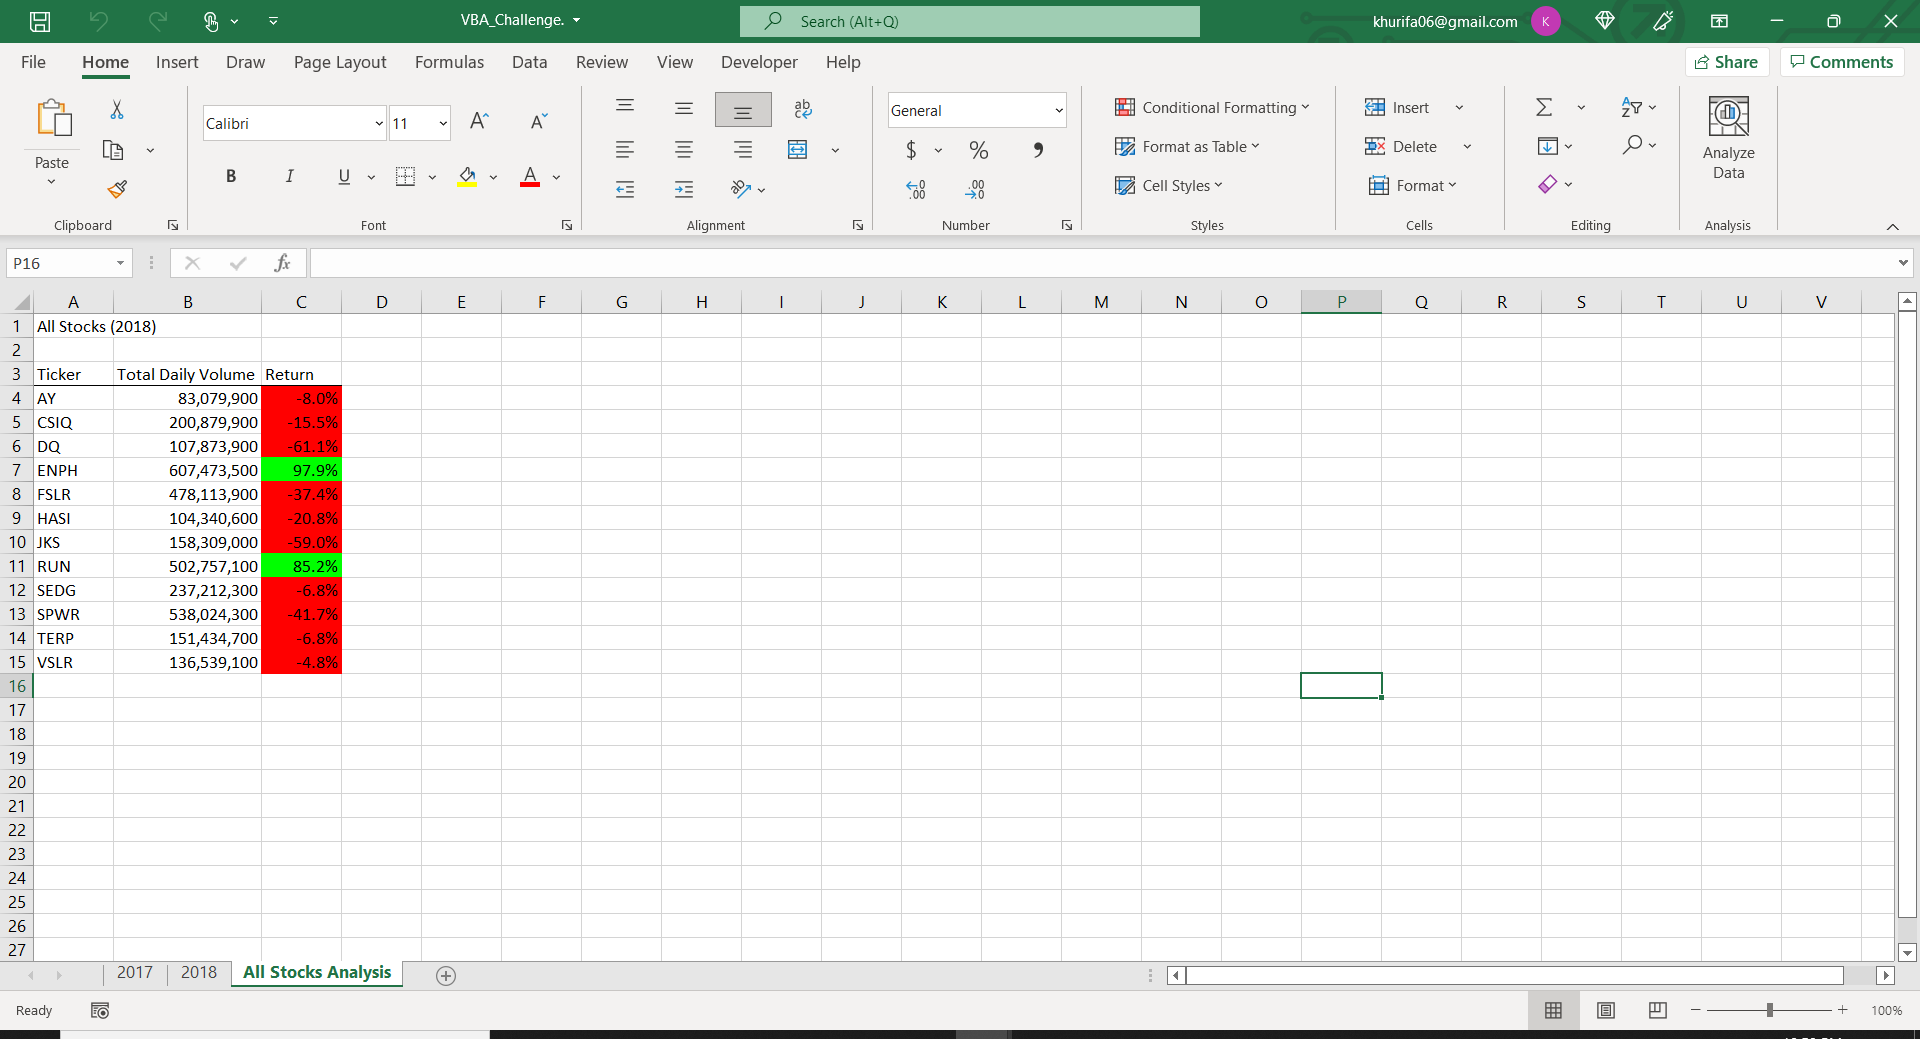 VBA_Challenge.
Search (Alt+Q)
khurifa06@gmail.com
K
File Home Insert Draw Page Layout Formulas Data Review View Developer Help
Share Comments
Paste
Clipboard
Calibri 11
B I U
Font
ab
Alignment
General
$ % ,
Number
Conditional Formatting
Format as Table
Cell Styles
Styles
Insert
Delete
Format
Cells
Editing
Analyze
Data
Analysis
P16
fx
A B C D E F G H I J K L M N O P Q R S T U V
1 All Stocks (2018)
2
3 Ticker Total Daily Volume Return
4 AY 83,079,900 -8.0%
5 CSIQ 200,879,900 -15.5%
6 DQ 107,873,900 -61.1%
7 ENPH 607,473,500 97.9%
8 FSLR 478,113,900 -37.4%
9 HASI 104,340,600 -20.8%
10 JKS 158,309,000 -59.0%
11 RUN 502,757,100 85.2%
12 SEDG 237,212,300 -6.8%
13 SPWR 538,024,300 -41.7%
14 TERP 151,434,700 -6.8%
15 VSLR 136,539,100 -4.8%
16
17
18
19
20
21
22
23
24
25
26
27
2017 2018 All Stocks Analysis
Ready
100%